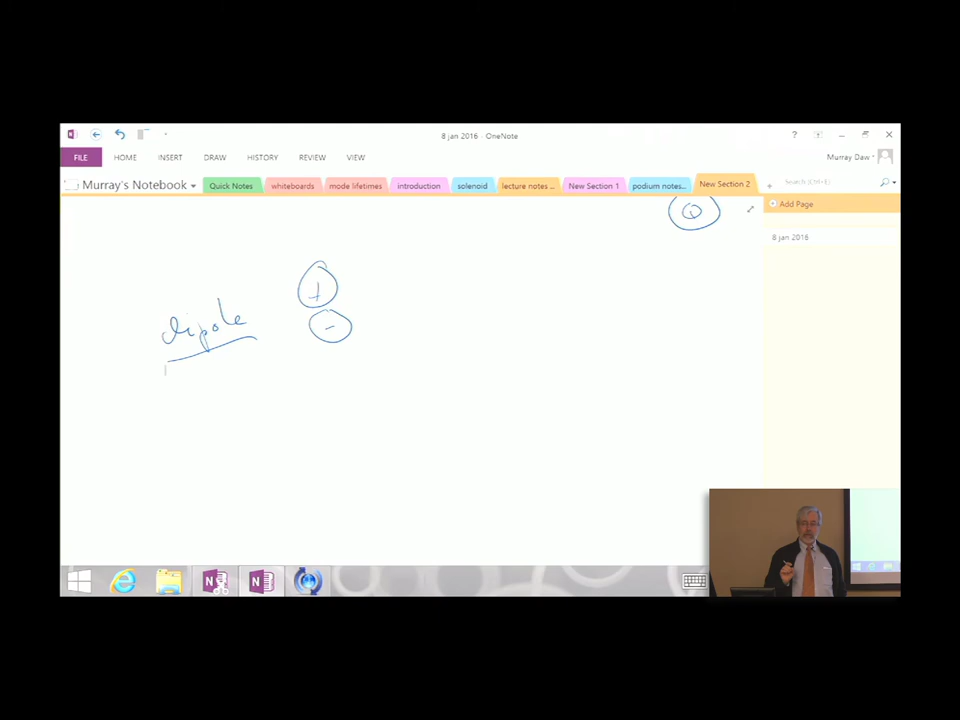 8 jan 2016 - OneNote
?
Murray Daw
FILE HOME INSERT DRAW HISTORY REVIEW VIEW
Murray's Notebook Quick Notes whiteboards mode lifetimes introduction solenoid lecture notes ... New Section 1 podium notes... New Section 2 + Search (Ctrl+E)
Add Page
8 jan 2016
+
dipole
-